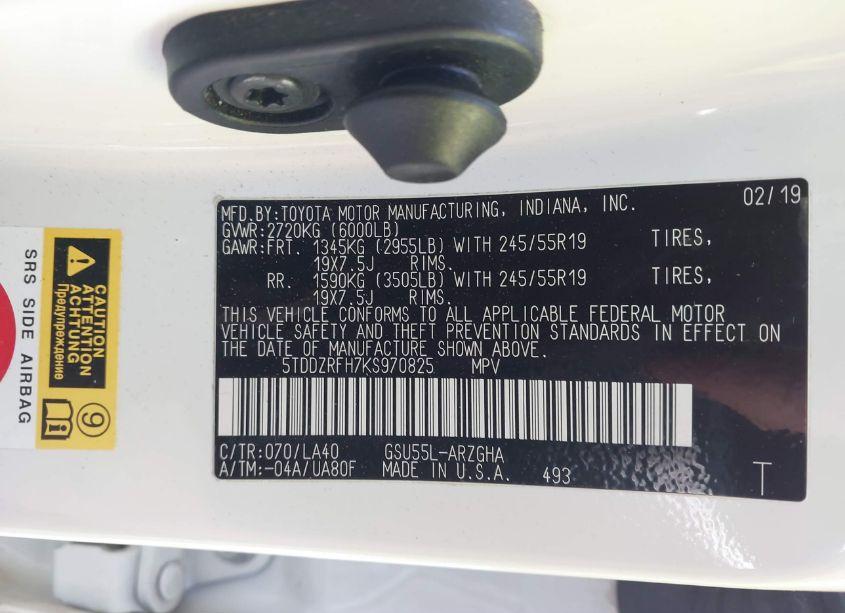 MFD.BY:TOYOTA MOTOR MANUFACTURING, INDIANA, INC. 02/19
GVWR:2720KG (6000LB)
GAWR:FRT. 1345KG (2955LB) WITH 245/55R19 TIRES,
19X7.5J RIMS.
RR. 1590KG (3505LB) WITH 245/55R19 TIRES,
19X7.5J RIMS.
THIS VEHICLE CONFORMS TO ALL APPLICABLE FEDERAL MOTOR
VEHICLE SAFETY AND THEFT PREVENTION STANDARDS IN EFFECT ON
THE DATE OF MANUFACTURE SHOWN ABOVE.
5TDDZRFH7KS970825 MPV
C/TR:070/LA40 GSU55L-ARZGHA
A/TM:-04A/UA80F MADE IN U.S.A. 493 T
SRS SIDE AIRBAG
CAUTION
ATTENTION
ACHTUNG
Предупреждение
9